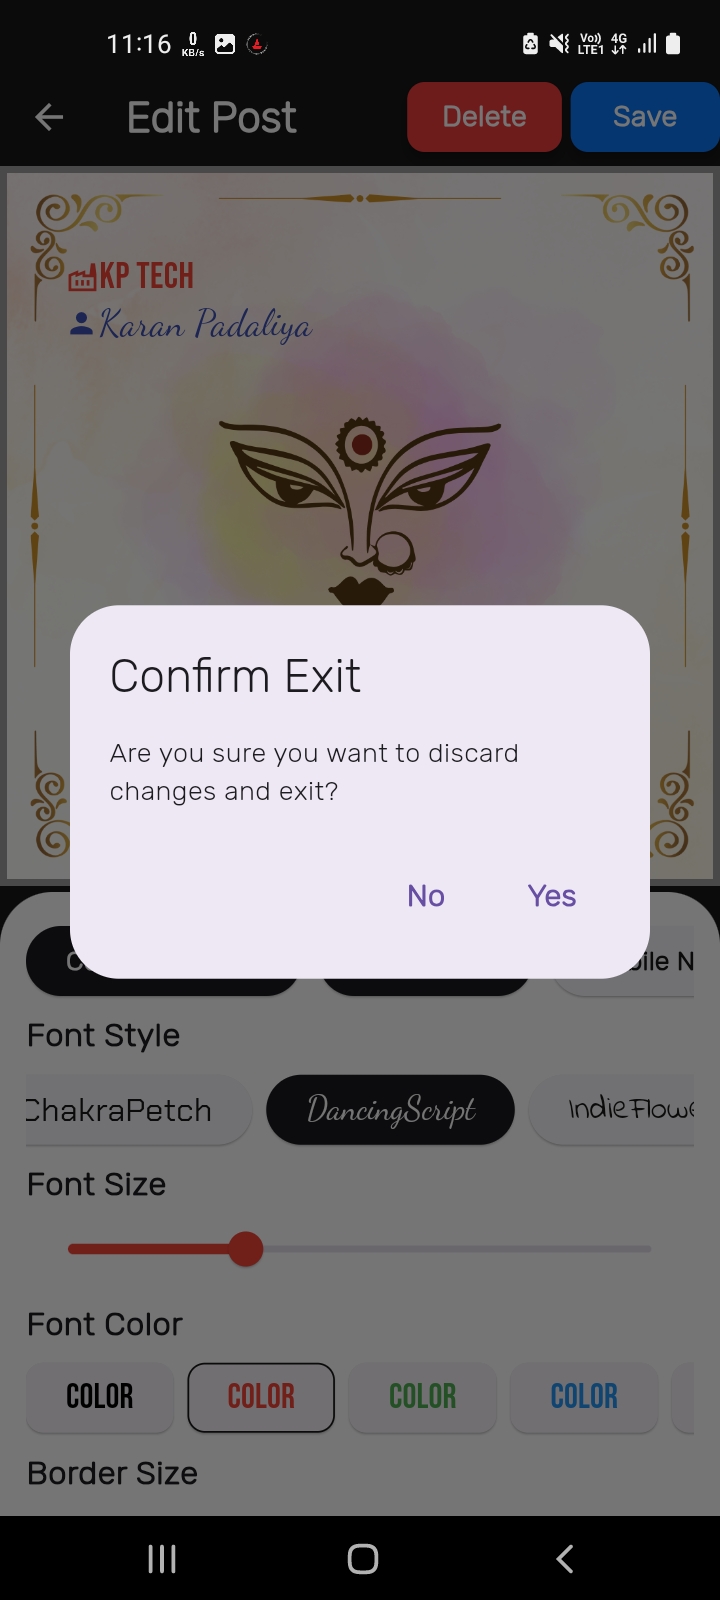 11:16 0 KB/s Vo)) LTE1 4G
Edit Post Delete Save
KP TECH
Karan Padaliya
Confirm Exit
Are you sure you want to discard
changes and exit?
No Yes
Font Style
ChakraPetch DancingScript IndieFlowe
Font Size
Font Color
COLOR COLOR COLOR COLOR
Border Size